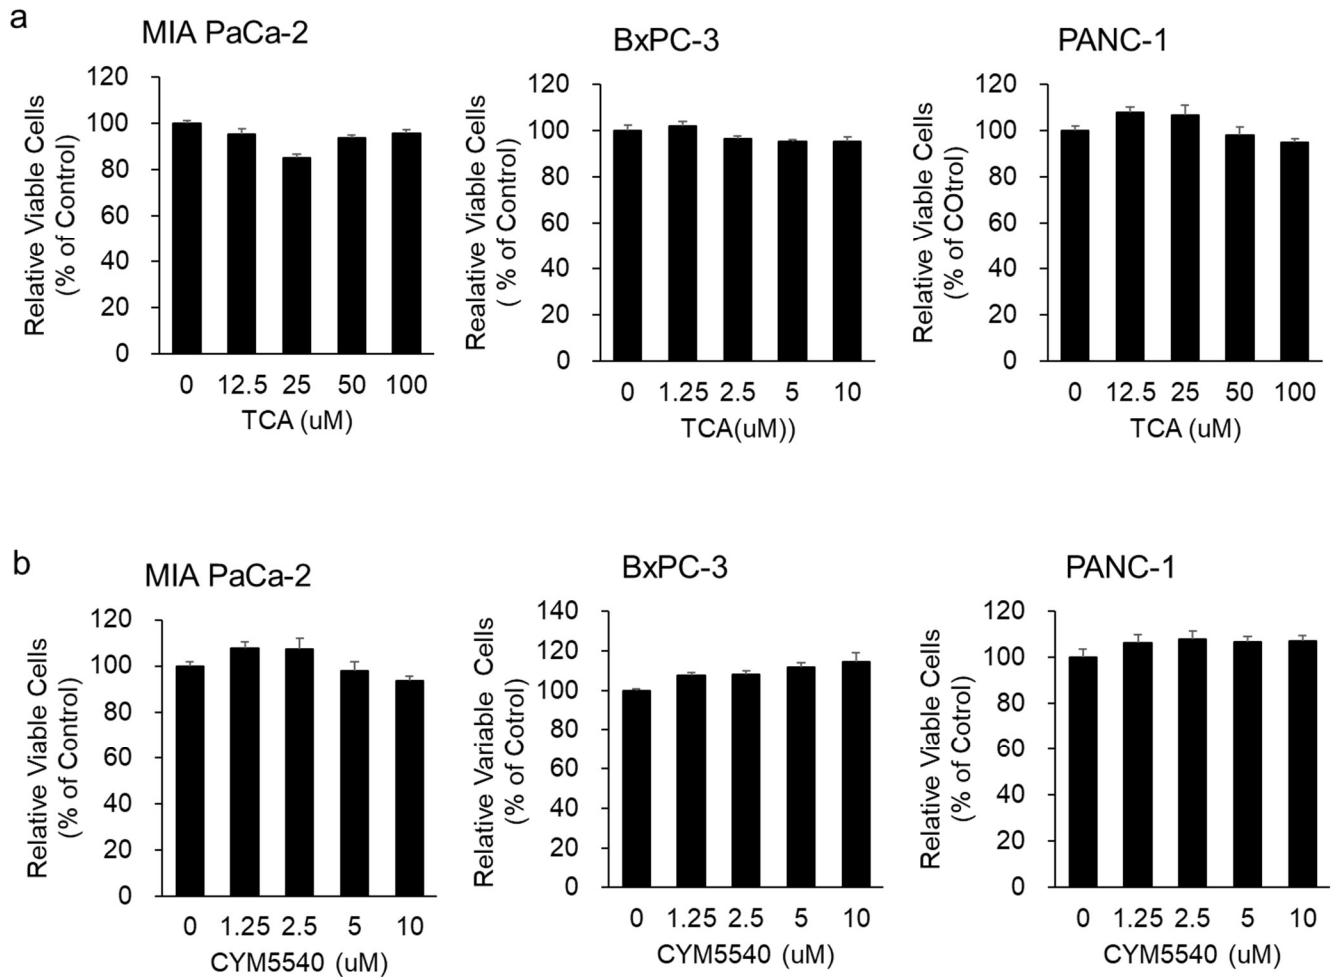 a
MIA PaCa-2
Relative Viable Cells
(% of Control)
120
100
80
60
40
20
0
0 12.5 25 50 100
TCA (uM)
BxPC-3
Realative Viable Cells
( % of Control)
120
100
80
60
40
20
0
0 1.25 2.5 5 10
TCA(uM))
PANC-1
Relative Viable Cells
(% of COtrol)
120
100
80
60
40
20
0
0 12.5 25 50 100
TCA (uM)
b
MIA PaCa-2
Relative Viable Cells
(% of Control)
120
100
80
60
40
20
0
0 1.25 2.5 5 10
CYM5540 (uM)
BxPC-3
Relative Variable Cells
(% of Cotrol)
140
120
100
80
60
40
20
0
0 1.25 2.5 5 10
CYM5540 (uM)
PANC-1
Relative Viable Cells
(% of Cotrol)
120
100
80
60
40
20
0
0 1.25 2.5 5 10
CYM5540 (uM)